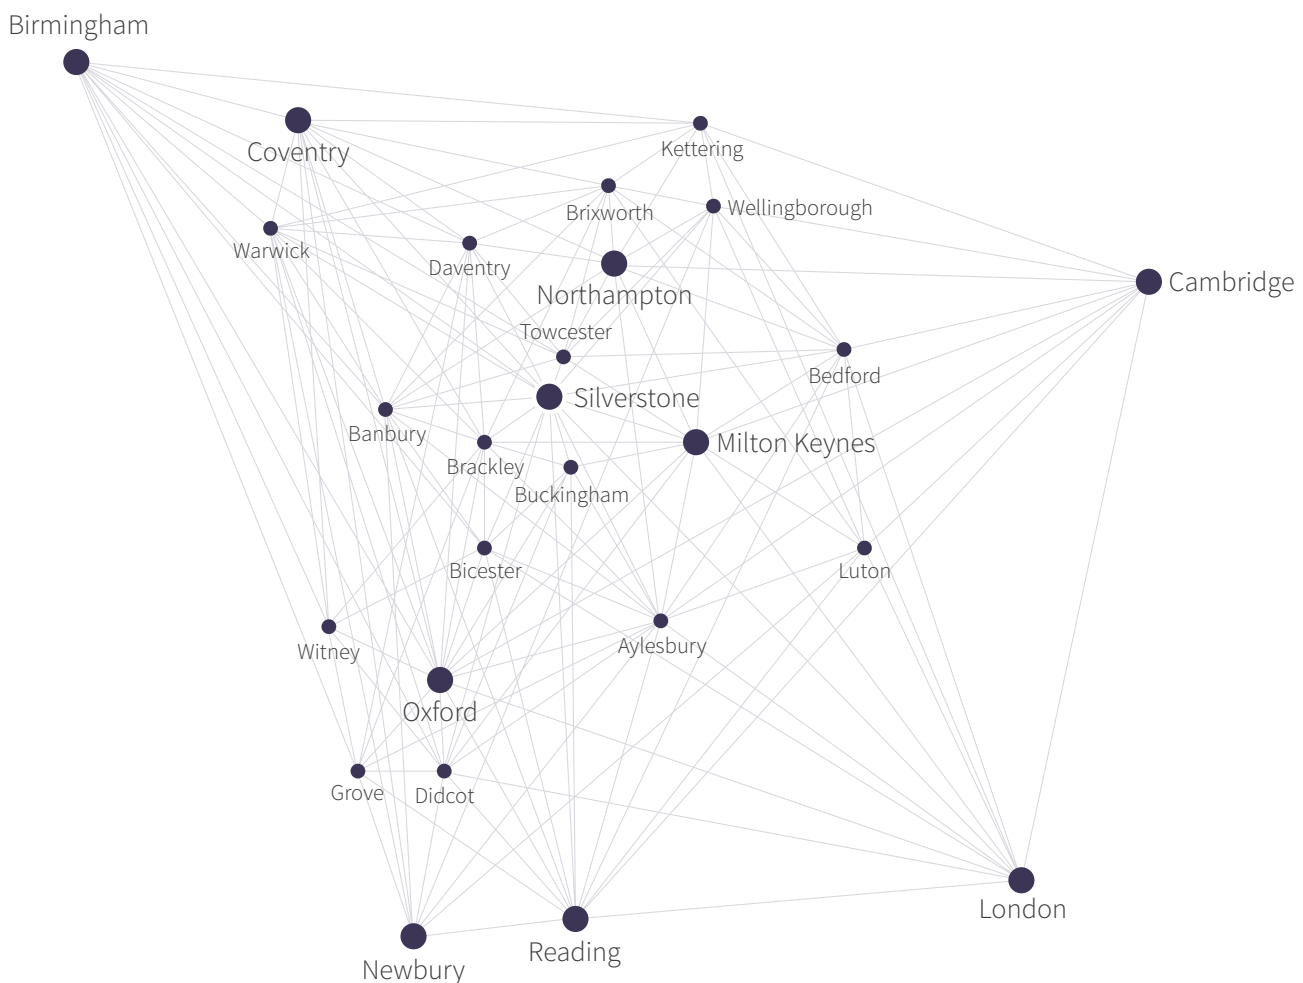 Birmingham
Coventry
Kettering
Brixworth
Wellingborough
Warwick
Daventry
Northampton
Cambridge
Towcester
Bedford
Silverstone
Banbury
Milton Keynes
Brackley
Buckingham
Bicester
Luton
Witney
Aylesbury
Oxford
Grove
Didcot
London
Reading
Newbury